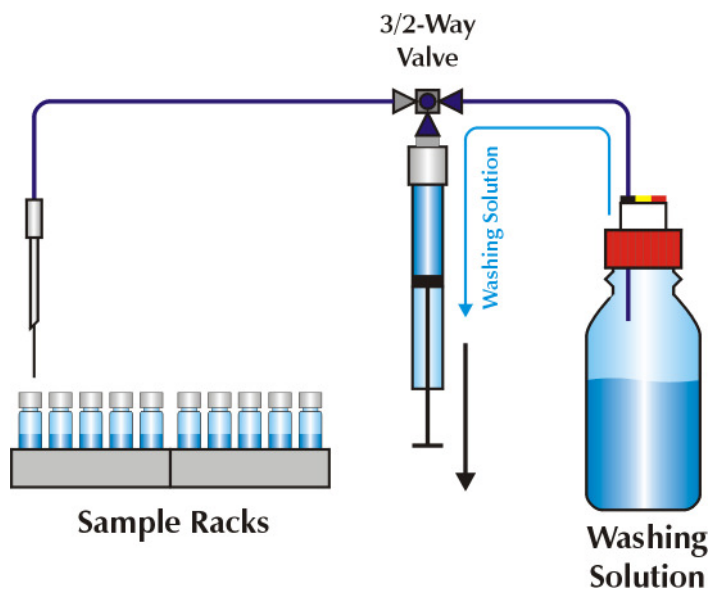 3/2-Way
Valve
Washing Solution
Sample Racks
Washing
Solution